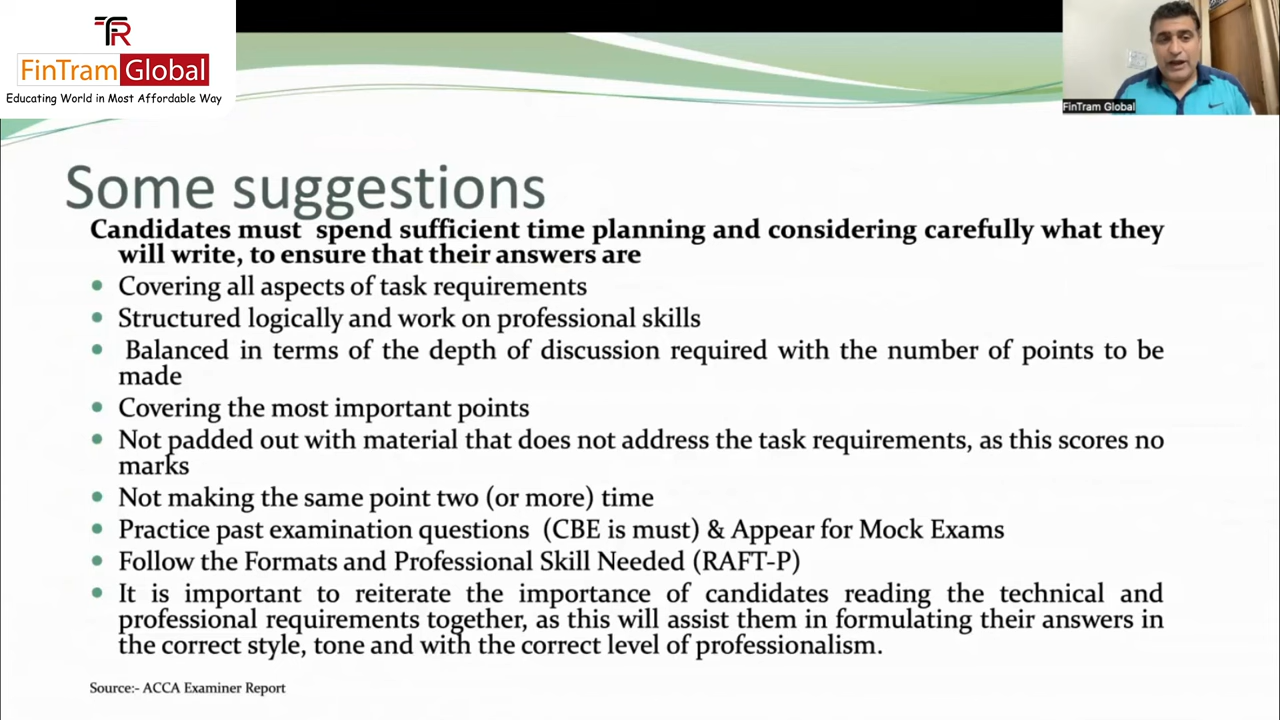 TR
FinTram Global
Educating World in Most Affordable Way
FinTram Global
Some suggestions
Candidates must spend sufficient time planning and considering carefully what they
will write, to ensure that their answers are
• Covering all aspects of task requirements
• Structured logically and work on professional skills
• Balanced in terms of the depth of discussion required with the number of points to be
made
• Covering the most important points
• Not padded out with material that does not address the task requirements, as this scores no
marks
• Not making the same point two (or more) time
• Practice past examination questions (CBE is must) & Appear for Mock Exams
• Follow the Formats and Professional Skill Needed (RAFT-P)
• It is important to reiterate the importance of candidates reading the technical and
professional requirements together, as this will assist them in formulating their answers in
the correct style, tone and with the correct level of professionalism.
Source:- ACCA Examiner Report